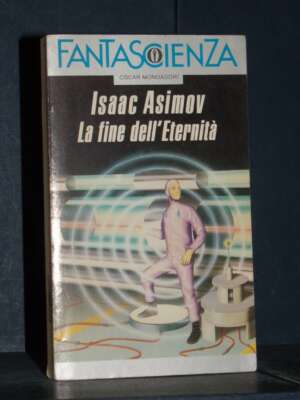 FANTASCIENZA
OSCAR MONDADORI
Isaac Asimov
La fine dell'Eternità